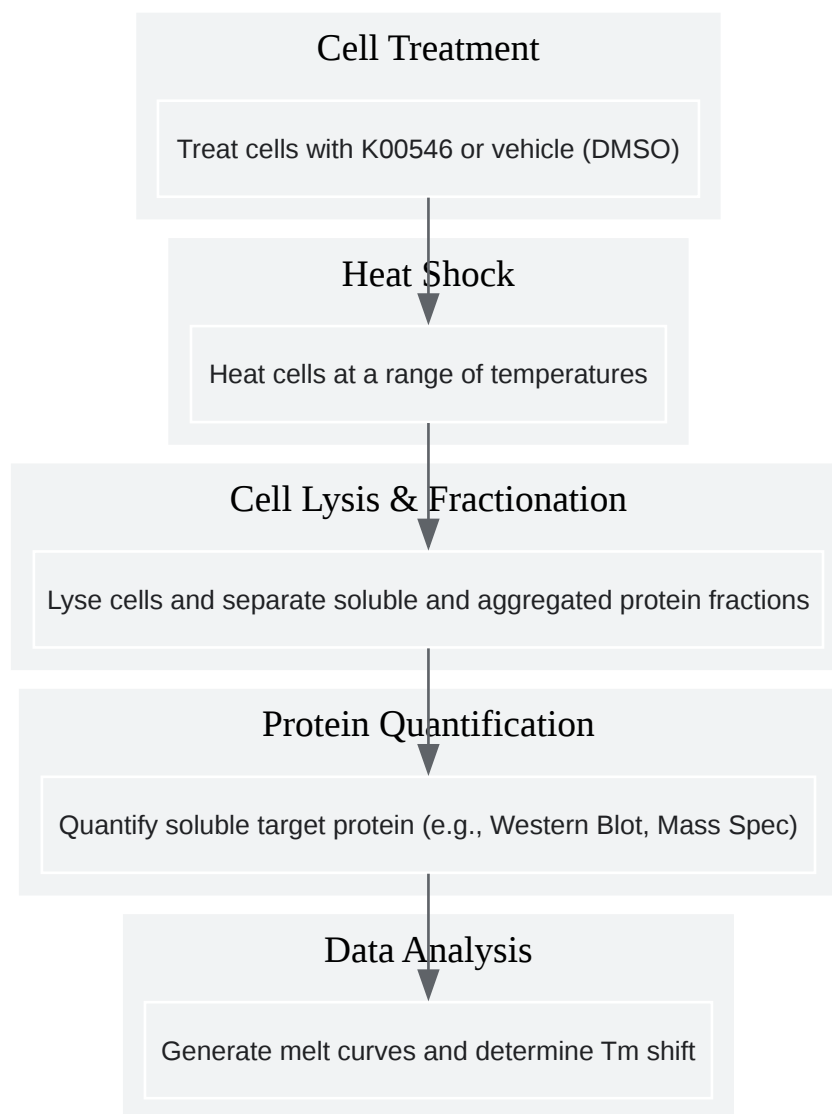 Cell Treatment
Treat cells with K00546 or vehicle (DMSO)
Heat Shock
Heat cells at a range of temperatures
Cell Lysis & Fractionation
Lyse cells and separate soluble and aggregated protein fractions
Protein Quantification
Quantify soluble target protein (e.g., Western Blot, Mass Spec)
Data Analysis
Generate melt curves and determine Tm shift